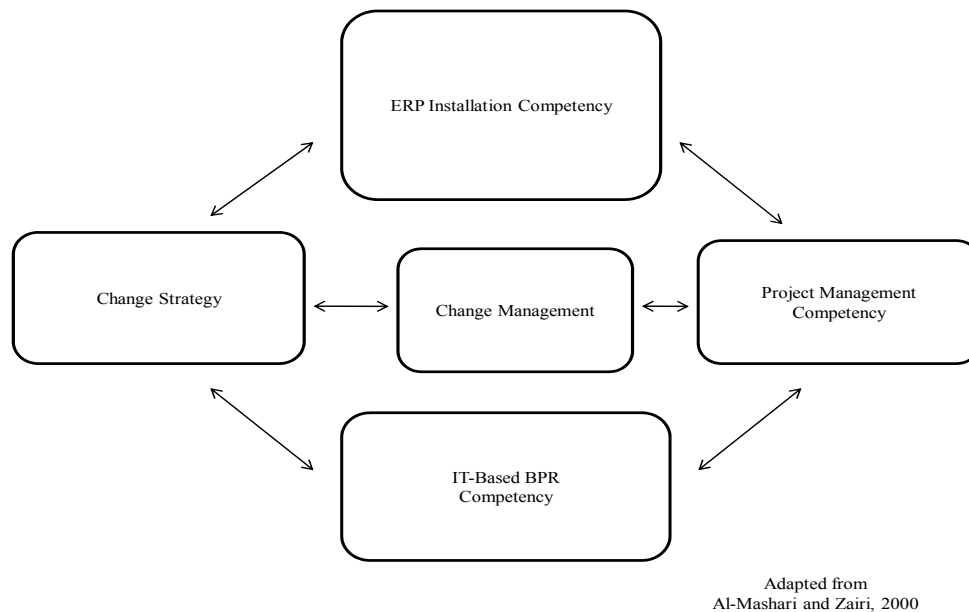 ERP Installation Competency
Change Strategy
Change Management
Project Management
Competency
IT-Based BPR
Competency
Adapted from
Al-Mashari and Zairi, 2000